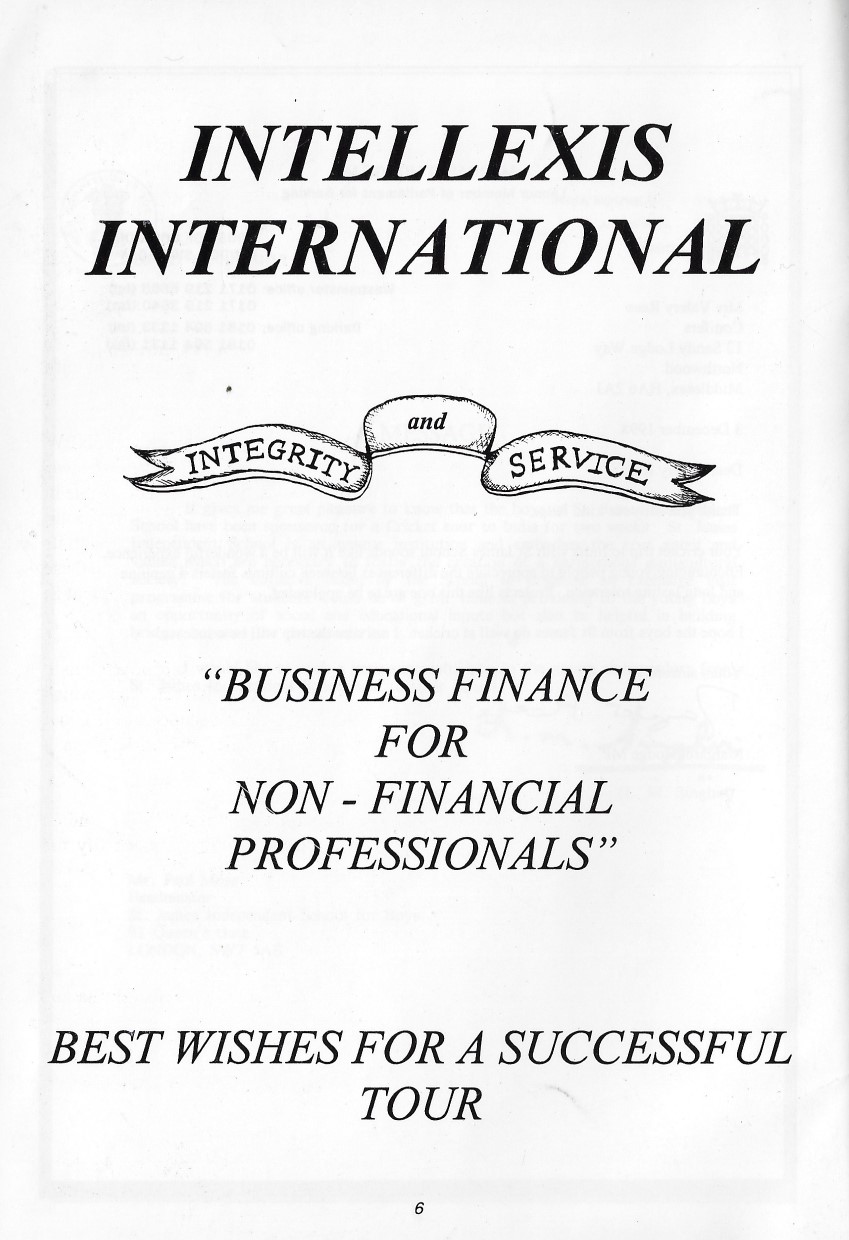 INTELLEXIS
INTERNATIONAL
INTEGRITY and SERVICE
“BUSINESS FINANCE
FOR
NON - FINANCIAL
PROFESSIONALS”
BEST WISHES FOR A SUCCESSFUL
TOUR
6